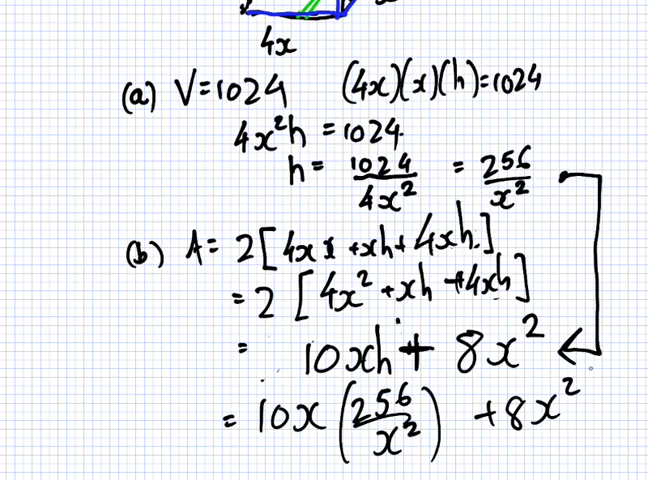 4x
(a) V=1024 (4x)(x)(h)=1024
4x²h = 1024
h = 1024/4x² = 256/x²
(b) A= 2[4x x +xh+ 4xh.]
= 2 [4x² +xh +4xh]
= 10xh + 8x²
= 10x (256/x²) +8x²